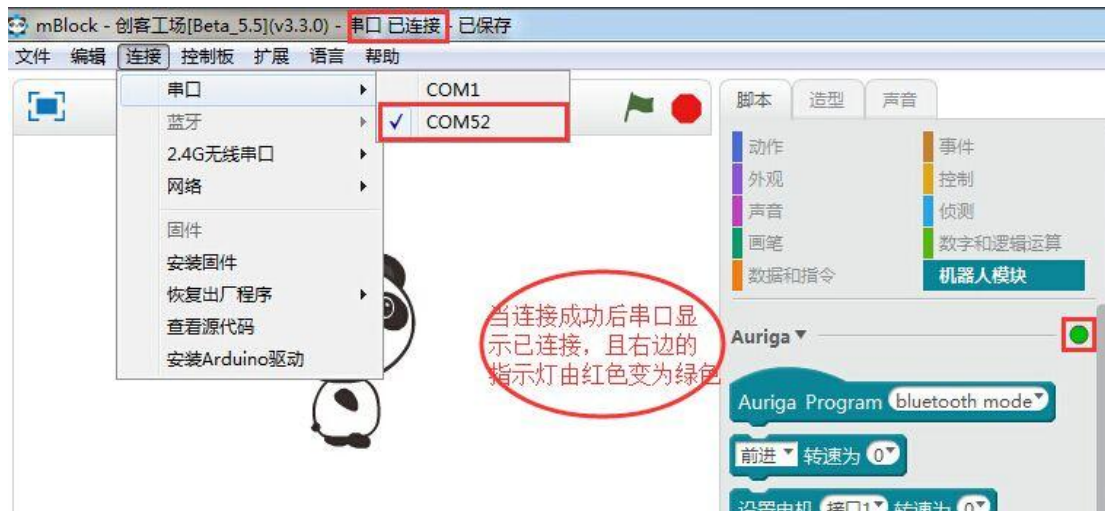 mBlock - 创客工场[Beta_5.5](v3.3.0) - 串口 已连接 - 已保存
文件 编辑 连接 控制板 扩展 语言 帮助
串口
蓝牙
2.4G无线串口
网络
固件
安装固件
恢复出厂程序
查看源代码
安装Arduino驱动
COM1
COM52
当连接成功后串口显
示已连接，且右边的
指示灯由红色变为绿色
脚本 造型 声音
动作 事件
外观 控制
声音 侦测
画笔 数字和逻辑运算
数据和指令 机器人模块
Auriga
Auriga Program bluetooth mode
前进 转速为 0
设置电机 接口1 转速为 0